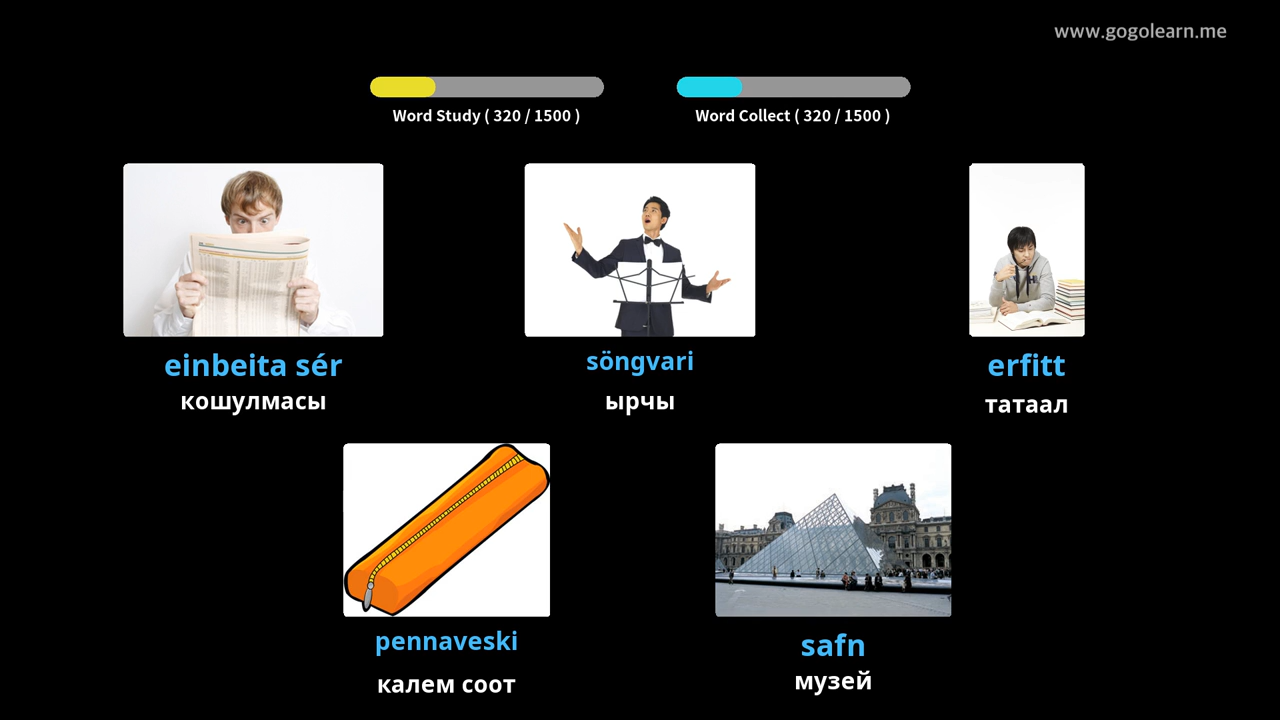 www.gogolearn.me
Word Study ( 320 / 1500 )
Word Collect ( 320 / 1500 )
einbeita sér
кошулмасы
söngvari
ырчы
erfitt
татаал
pennaveski
калем соот
safn
музей